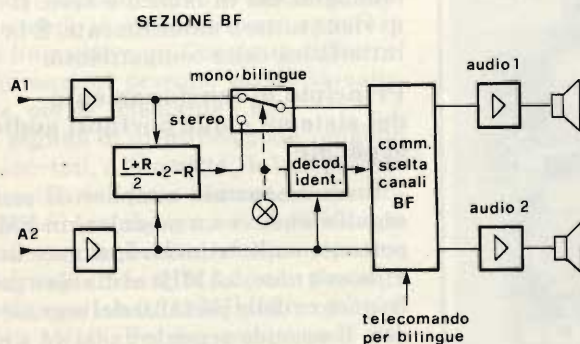 SEZIONE BF
A1
mono/bilingue
stereo
L+R
2
•2-R
decod.
ident.
comm.
scelta
canali
BF
audio 1
A2
audio 2
telecomando
per bilingue